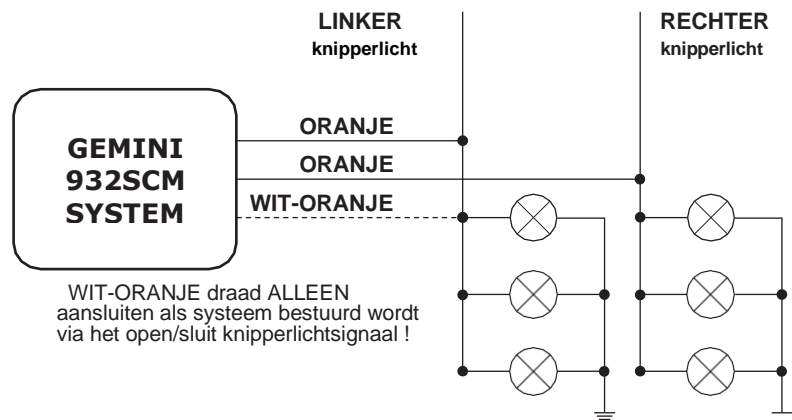 LINKER
knipperlicht
RECHTER
knipperlicht
GEMINI
932SCM
SYSTEM
ORANJE
ORANJE
WIT-ORANJE
WIT-ORANJE draad ALLEEN
aansluiten als systeem bestuurd wordt
via het open/sluit knipperlichtsignaal !